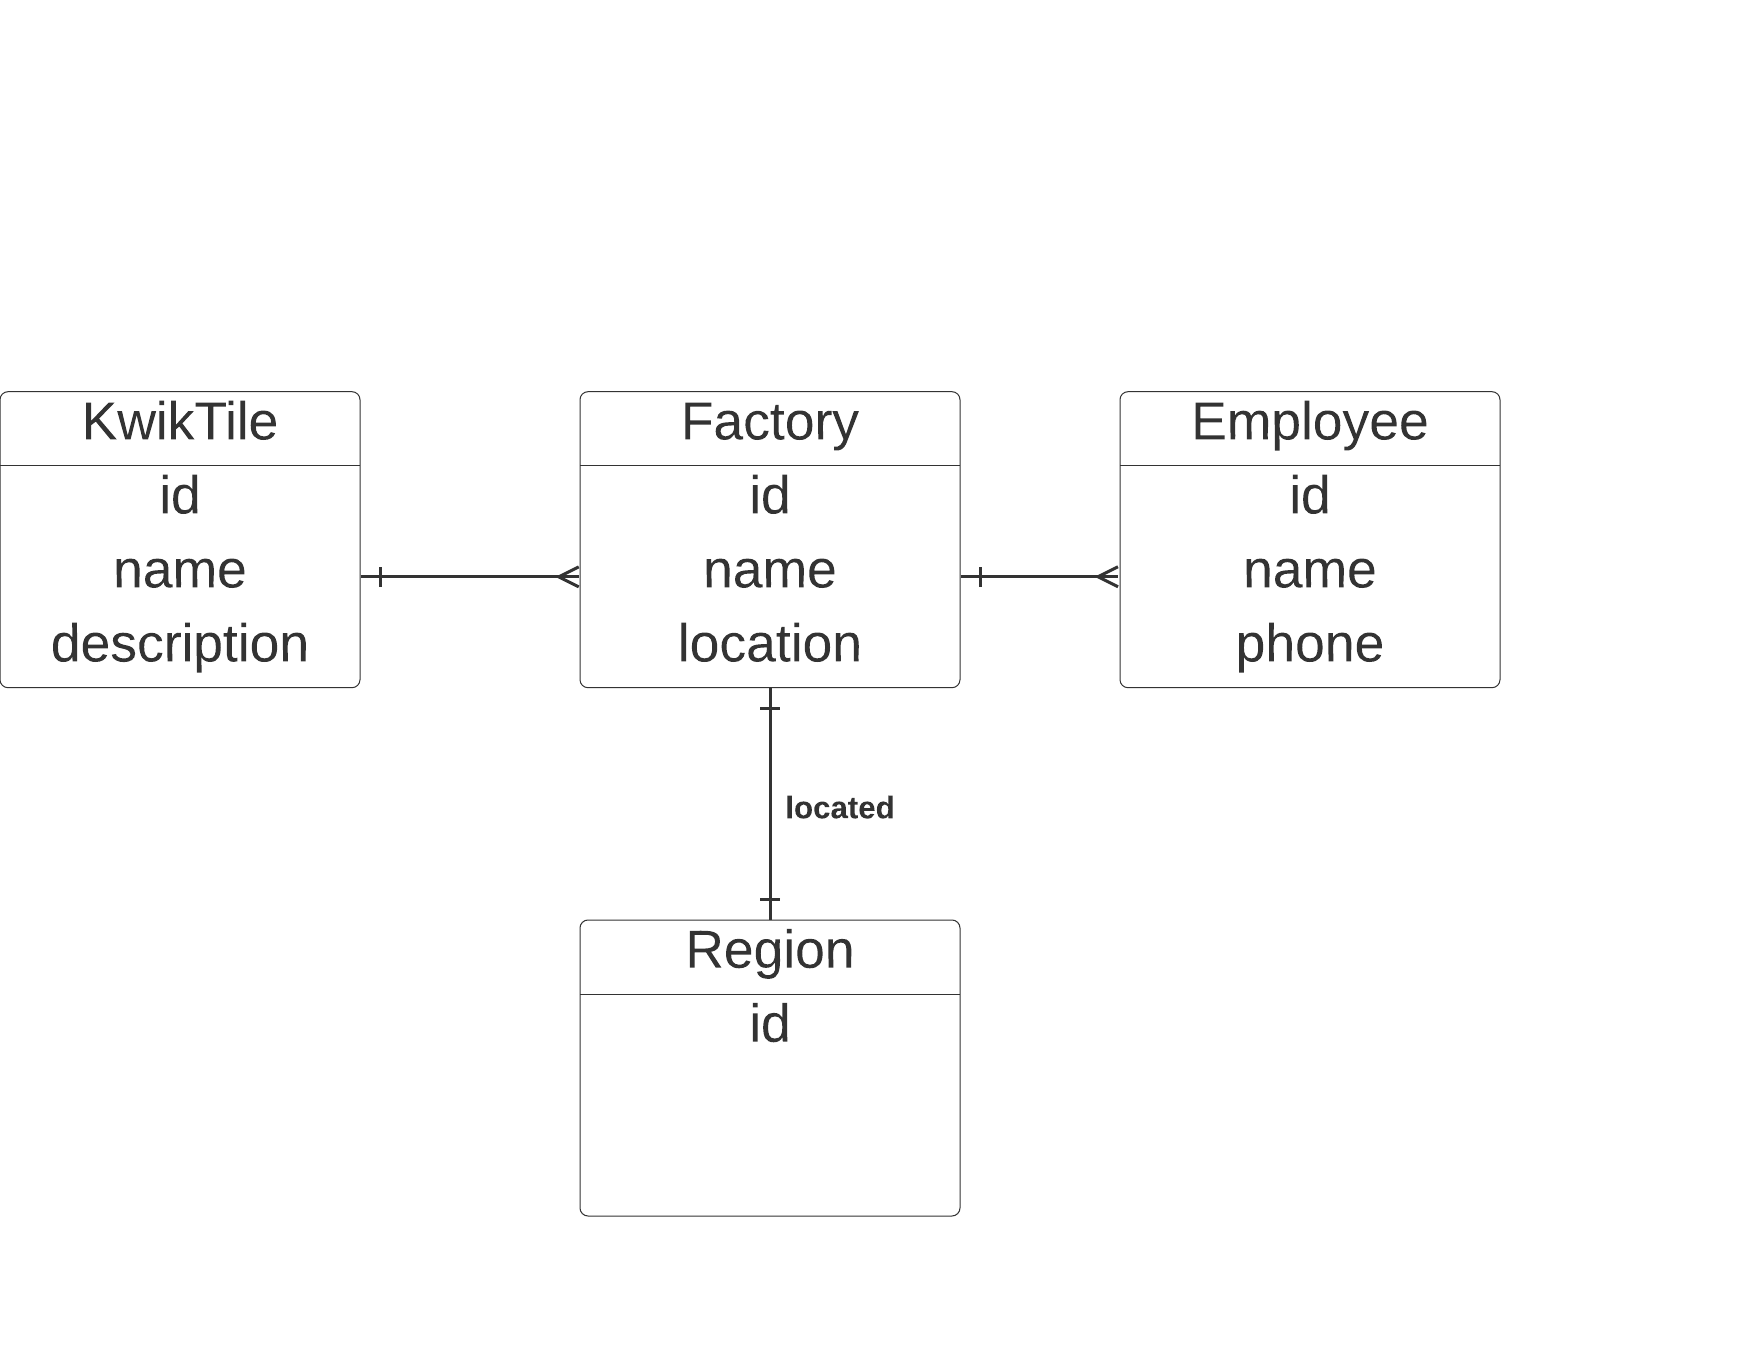 KwikTile
id
name
description
Factory
id
name
location
Employee
id
name
phone
located
Region
id